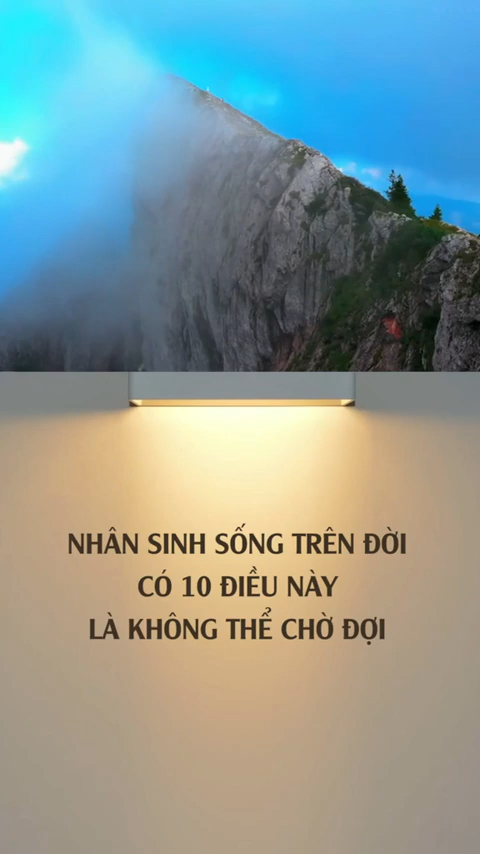 NHÂN SINH SỐNG TRÊN ĐỜI
CÓ 10 ĐIỀU NÀY
LÀ KHÔNG THỂ CHỜ ĐỢI